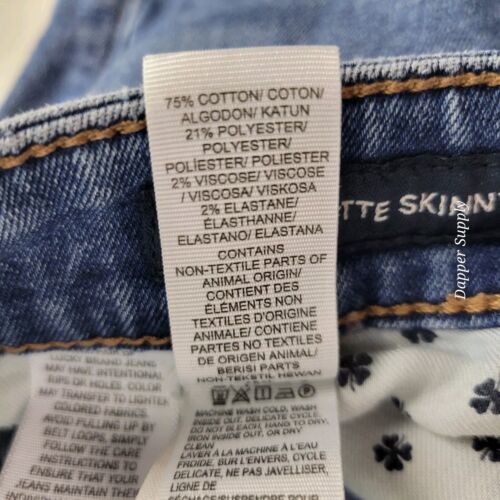 75% COTTON/ COTON/
ALGODON/ KATUN
21% POLYESTER/
POLYESTER/
POLIÉSTER/ POLIESTER
2% VISCOSE/ VISCOSE
/ VISCOSA/ VISKOSA
2% ELASTANE/
ÉLASTHANNE/
ELASTANO/ ELASTANA
CONTAINS
NON-TEXTILE PARTS OF
ANIMAL ORIGIN/
CONTIENT DES
ÉLÉMENTS NON
TEXTILES D'ORIGINE
ANIMALE/ CONTIENE
PARTES NO TEXTILES
DE ORIGEN ANIMAL/
BERISI PARTS
NON-TEKSTIL HEWAN
MACHINE WASH COLD, WASH
INSIDE OUT, DELICATE CYCLE,
DO NOT BLEACH, HANG TO DRY,
IRON INSIDE OUT OR DRY
CLEAN
LAVER À LA MACHINE À L'EAU
FROIDE, SUR L'ENVERS, CYCLE
DELICATE, NE PAS JAVELLISER,
LIGNE DE
SÉCHAGE/SUSPENDRE
TTE SKINN
Dapper Supply
LUCKY BRAND JEANS
MAY HAVE INTENTIONAL
RIPS OR HOLES. COLOR
MAY TRANSFER TO LIGHTER
COLORED FABRICS.
AVOID PULLING UP BY
BELT LOOPS, SIMPLY
FOLLOW THE CARE
INSTRUCTIONS TO
ENSURE THAT YOUR
JEANS MAINTAIN THEIR